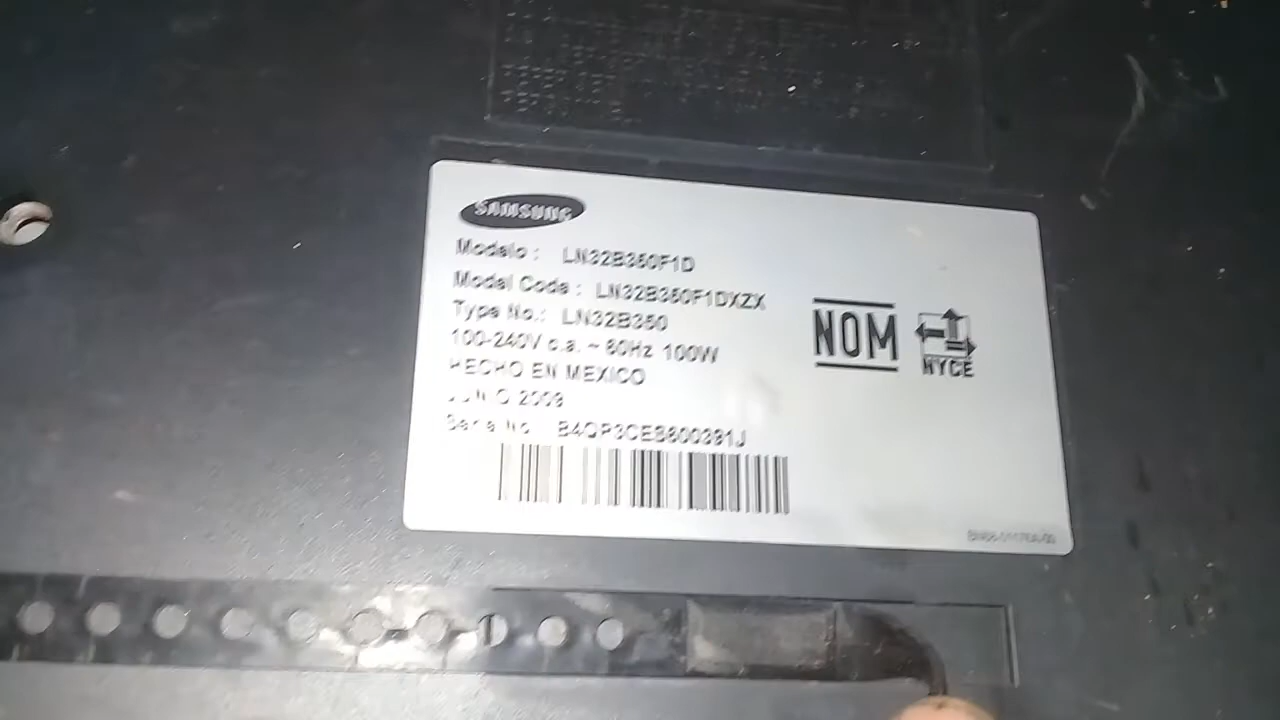 SAMSUNG
Modelo : LN32B350F1D
Model Code : LN32B350F1DXZX
Type No.: LN32B350
100-240V c.a. ~ 60Hz 100W
HECHO EN MEXICO
JUNIO 2009
Serie No
NOM
NYCE